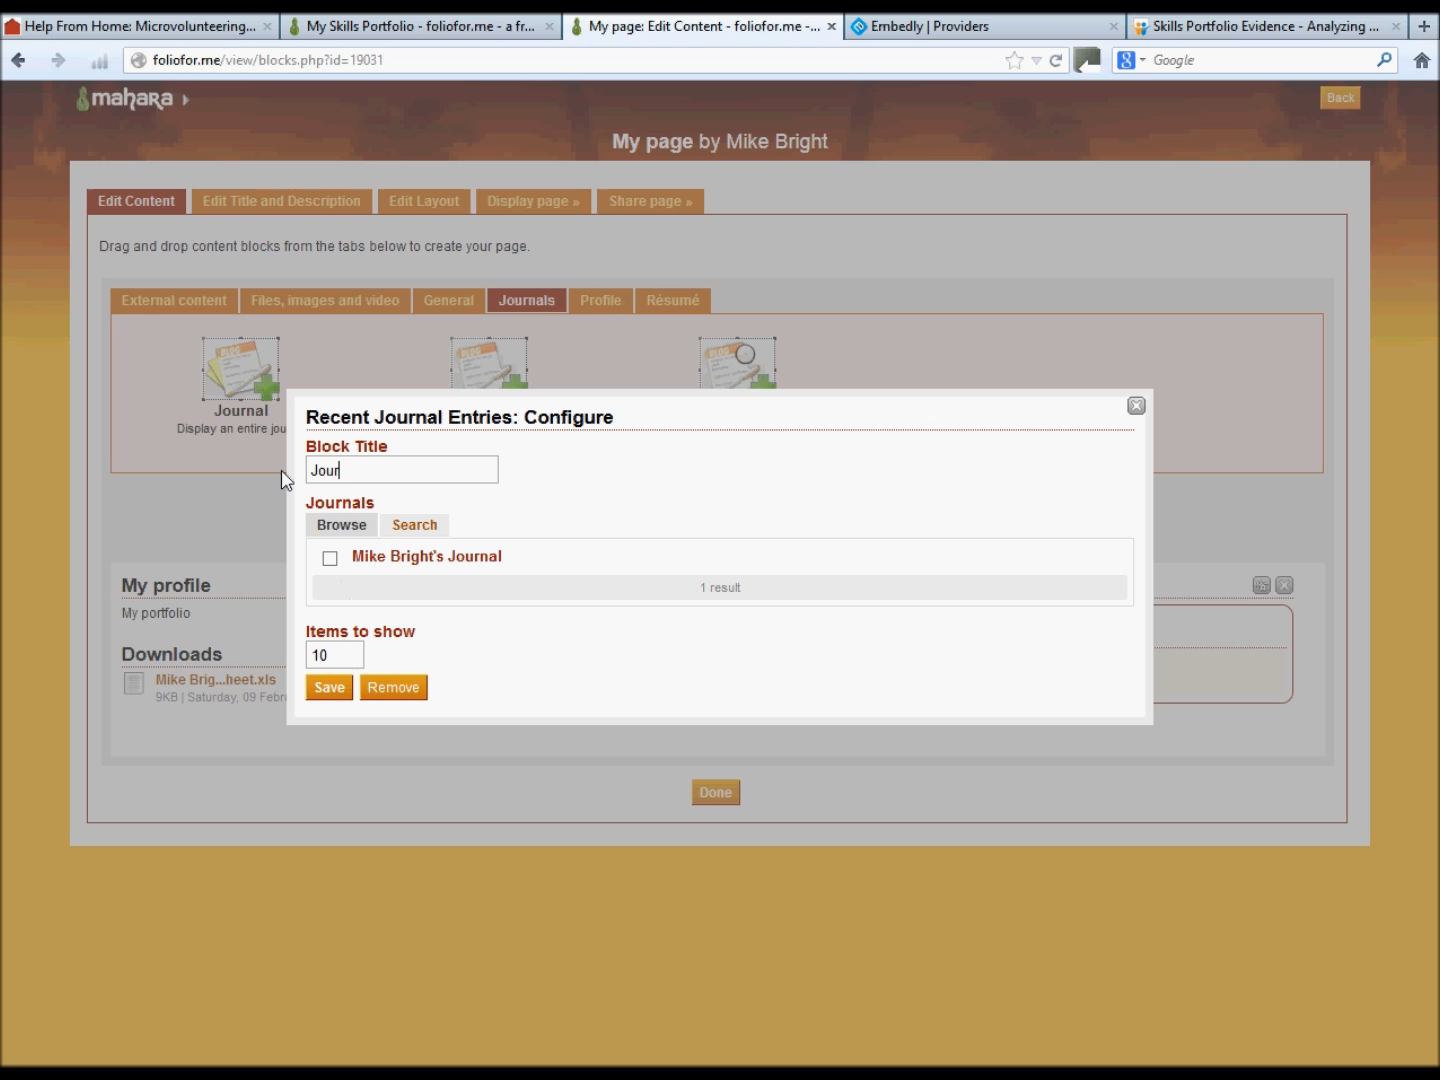 Help From Home: Microvolunteering...
My Skills Portfolio - foliofor.me - a fr...
My page: Edit Content - foliofor.me -...
Embedly | Providers
Skills Portfolio Evidence - Analyzing ...
foliofor.me/view/blocks.php?id=19031
Google
mahara
Back
My page by Mike Bright
Edit Content
Edit Title and Description
Edit Layout
Display page »
Share page »
Drag and drop content blocks from the tabs below to create your page.
External content
Files, images and video
General
Journals
Profile
Résumé
Journal
Display an entire jou
Recent Journal Entries: Configure
Block Title
Jour
Journals
Browse
Search
Mike Bright's Journal
1 result
Items to show
10
Save
Remove
My profile
My portfolio
Downloads
Mike Brig...heet.xls
9KB | Saturday, 09 Febr
Done